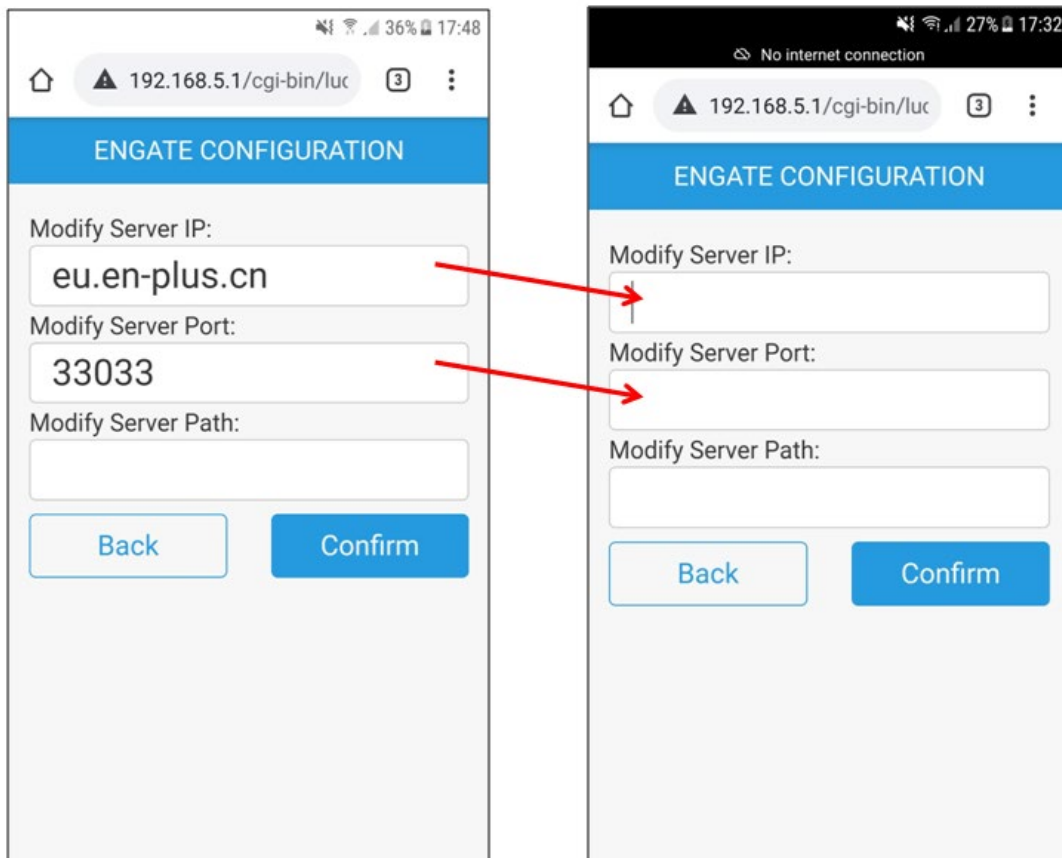 36% 17:48
192.168.5.1/cgi-bin/luc 3
ENGATE CONFIGURATION
Modify Server IP:
eu.en-plus.cn
Modify Server Port:
33033
Modify Server Path:
Back Confirm
27% 17:32
No internet connection
192.168.5.1/cgi-bin/luc 3
ENGATE CONFIGURATION
Modify Server IP:
Modify Server Port:
Modify Server Path:
Back Confirm